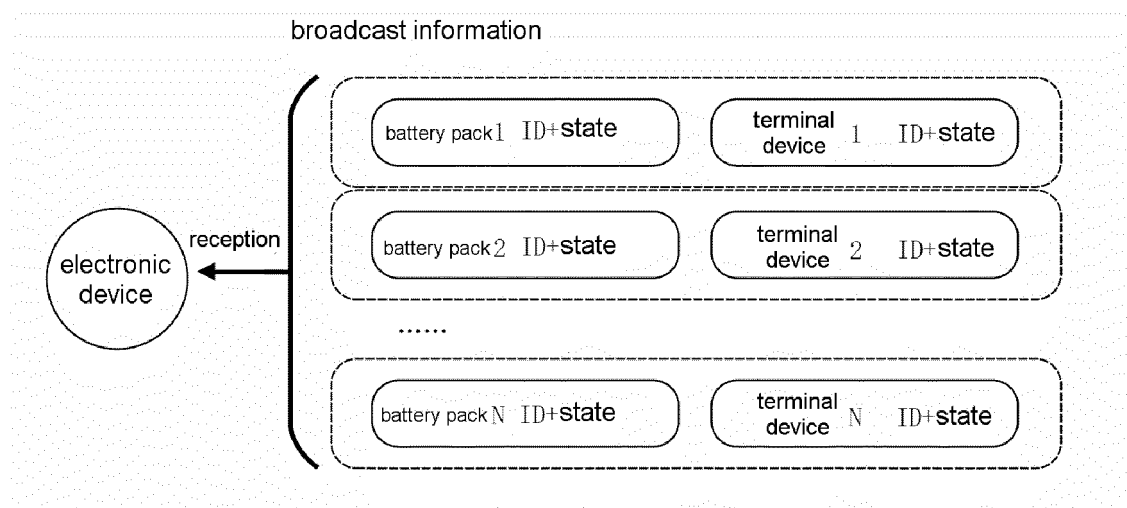 broadcast information
battery pack1 ID+state
terminal
device 1 ID+state
reception
electronic
device
battery pack2 ID+state
terminal
device 2 ID+state
......
battery pack N ID+state
terminal
device N ID+state